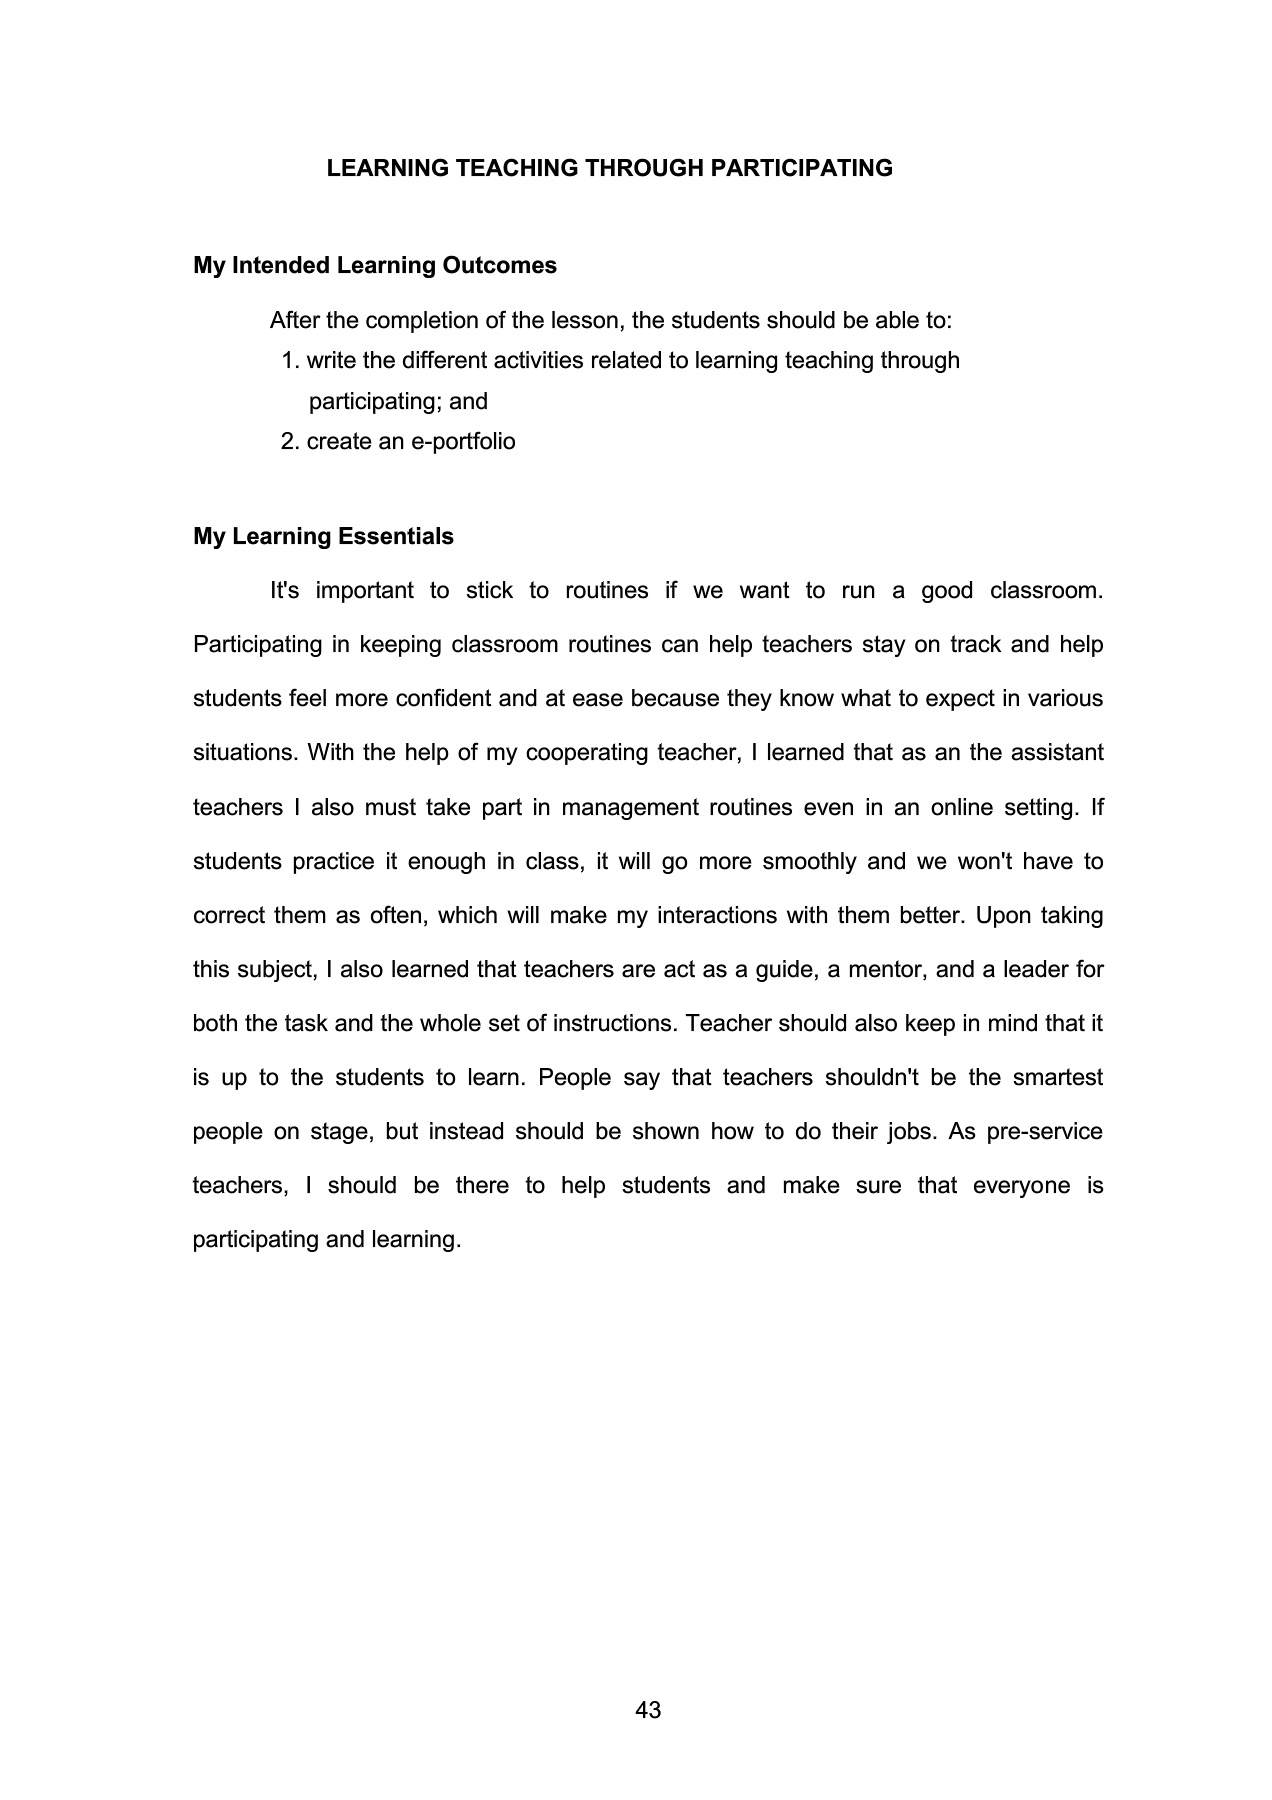 LEARNING TEACHING THROUGH PARTICIPATING
My Intended Learning Outcomes
After the completion of the lesson, the students should be able to:
1. write the different activities related to learning teaching through
participating; and
2. create an e-portfolio
My Learning Essentials
It's important to stick to routines if we want to run a good classroom.
Participating in keeping classroom routines can help teachers stay on track and help
students feel more confident and at ease because they know what to expect in various
situations. With the help of my cooperating teacher, I learned that as an the assistant
teachers I also must take part in management routines even in an online setting. If
students practice it enough in class, it will go more smoothly and we won't have to
correct them as often, which will make my interactions with them better. Upon taking
this subject, I also learned that teachers are act as a guide, a mentor, and a leader for
both the task and the whole set of instructions. Teacher should also keep in mind that it
is up to the students to learn. People say that teachers shouldn't be the smartest
people on stage, but instead should be shown how to do their jobs. As pre-service
teachers, I should be there to help students and make sure that everyone is
participating and learning.
43